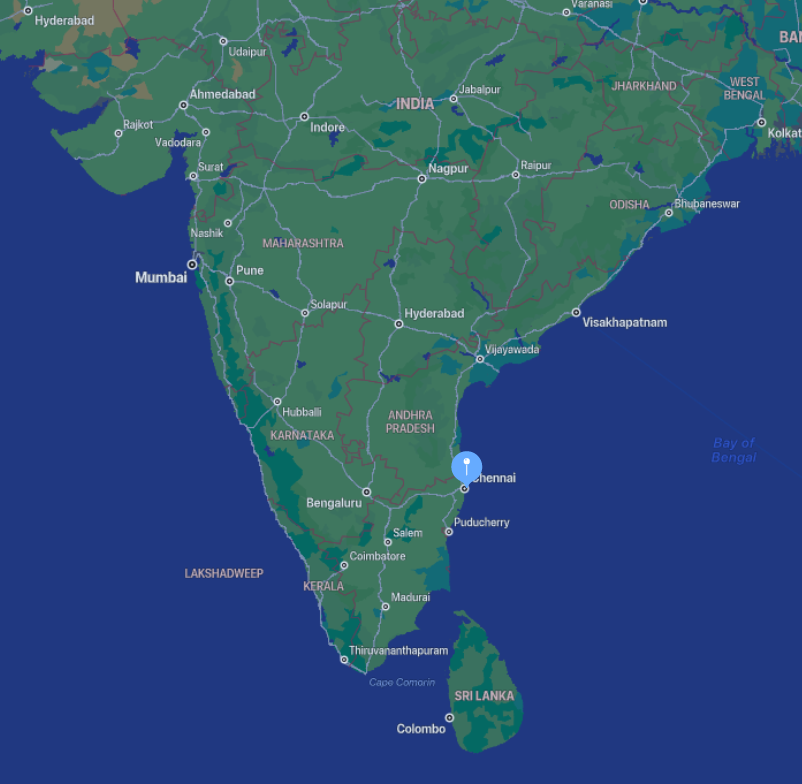 Varanasi
Hyderabad
Udaipur
BAN
Ahmedabad
Jabalpur
JHARKHAND
WEST
BENGAL
INDIA
Rajkot
Indore
Kolkat
Vadodara
Surat
Nagpur
Raipur
ODISHA
Bhubaneswar
Nashik
MAHARASHTRA
Mumbai
Pune
Solapur
Hyderabad
Visakhapatnam
Vijayawada
Hubballi
ANDHRA
PRADESH
KARNATAKA
Bay of
Bengal
Chennai
Bengaluru
Puducherry
Salem
Coimbatore
LAKSHADWEEP
KERALA
Madurai
Thiruvananthapuram
Cape Comorin
SRI LANKA
Colombo